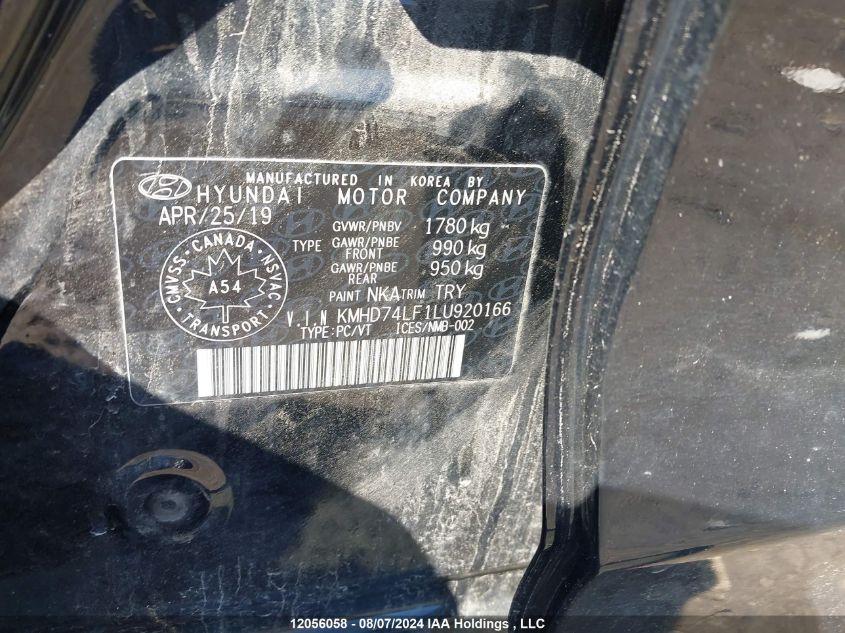 MANUFACTURED IN KOREA BY
HYUNDAI MOTOR COMPANY
APR/25/19
GVWR/PNBV 1780 kg
TYPE GAWR/PNBE FRONT 990 kg
GAWR/PNBE REAR 950 kg
PAINT NKA TRIM TRY
CMVSS · CANADA · NSVAC
A54
TRANSPORT
V.I.N KMHD74LF1LU920166
TYPE:PC/VT ICES/NMB-002
12056058 - 08/07/2024 IAA Holdings , LLC